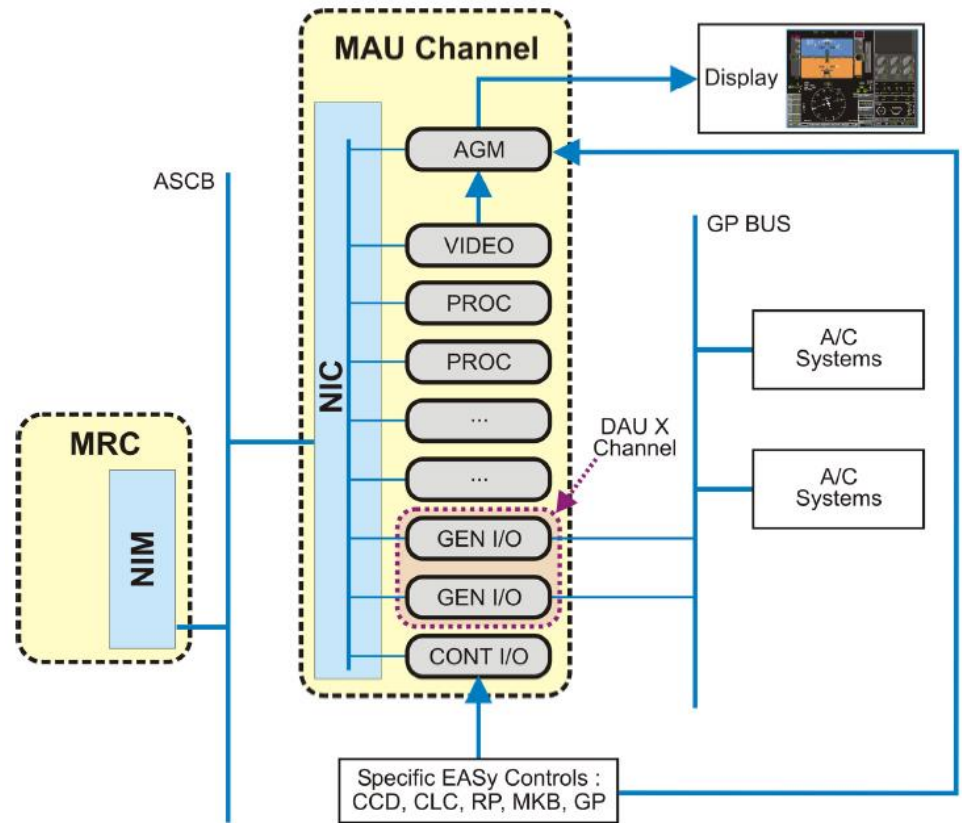 MAU Channel
Display
AGM
ASCB
VIDEO
GP BUS
PROC
A/C
Systems
PROC
NIC
DAU X
Channel
MRC
...
A/C
Systems
...
GEN I/O
NIM
GEN I/O
CONT I/O
Specific EASy Controls :
CCD, CLC, RP, MKB, GP